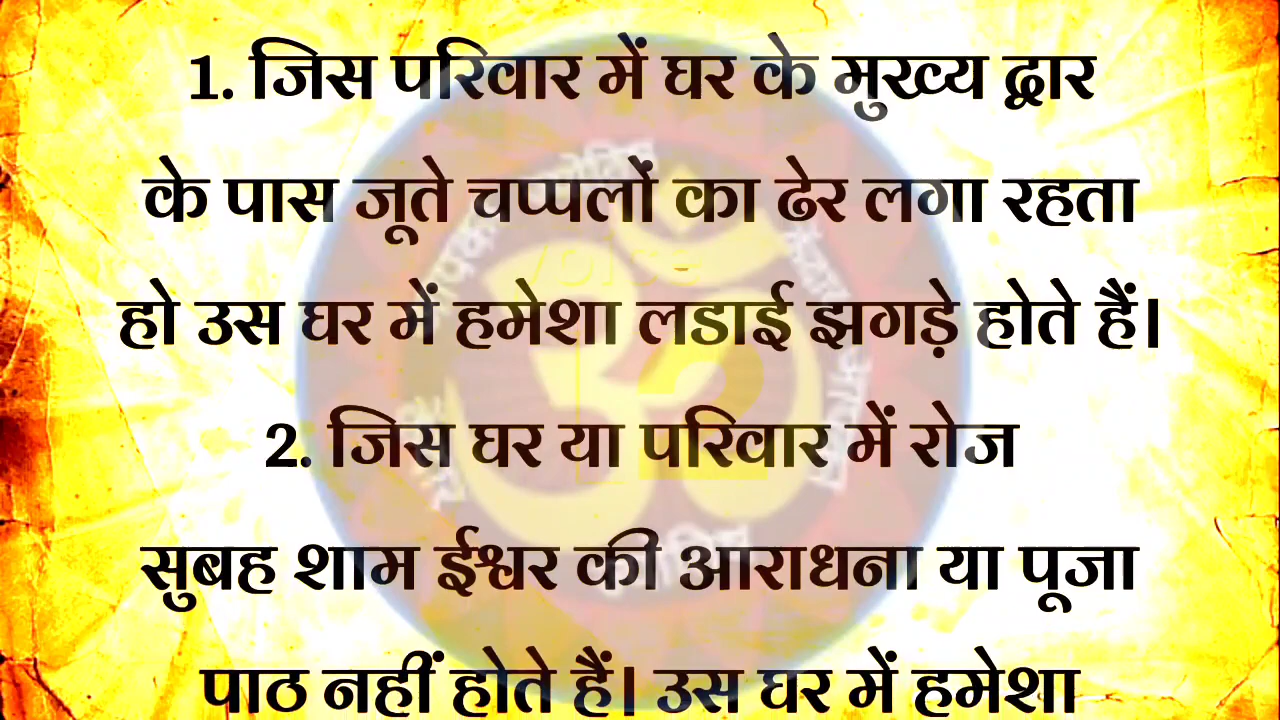 1. जिस परिवार में घर के मुख्य द्वार
के पास जूते चप्पलों का ढेर लगा रहता
हो उस घर में हमेशा लडाई झगड़े होते हैं।
2. जिस घर या परिवार में रोज
सुबह शाम ईश्वर की आराधना या पूजा
पाठ नहीं होते हैं। उस घर में हमेशा